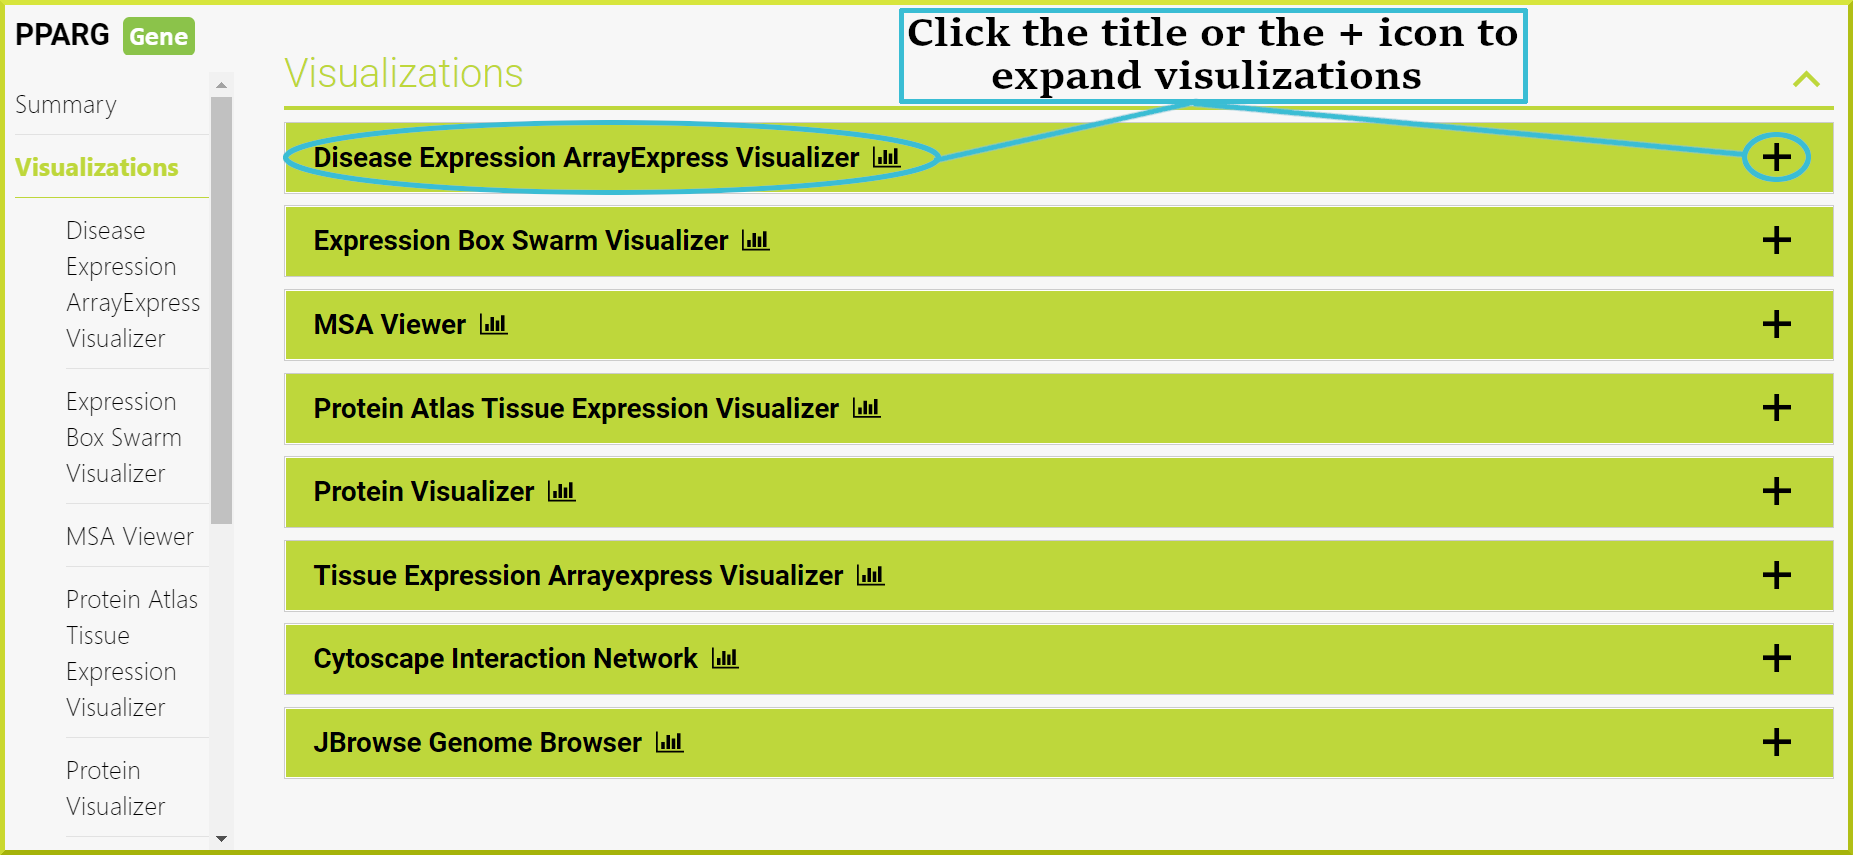 PPARG Gene
Summary
Visualizations
Disease
Expression
ArrayExpress
Visualizer
Expression
Box Swarm
Visualizer
MSA Viewer
Protein Atlas
Tissue
Expression
Visualizer
Protein
Visualizer
Visualizations
Click the title or the + icon to
expand visulizations
Disease Expression ArrayExpress Visualizer
Expression Box Swarm Visualizer
MSA Viewer
Protein Atlas Tissue Expression Visualizer
Protein Visualizer
Tissue Expression Arrayexpress Visualizer
Cytoscape Interaction Network
JBrowse Genome Browser